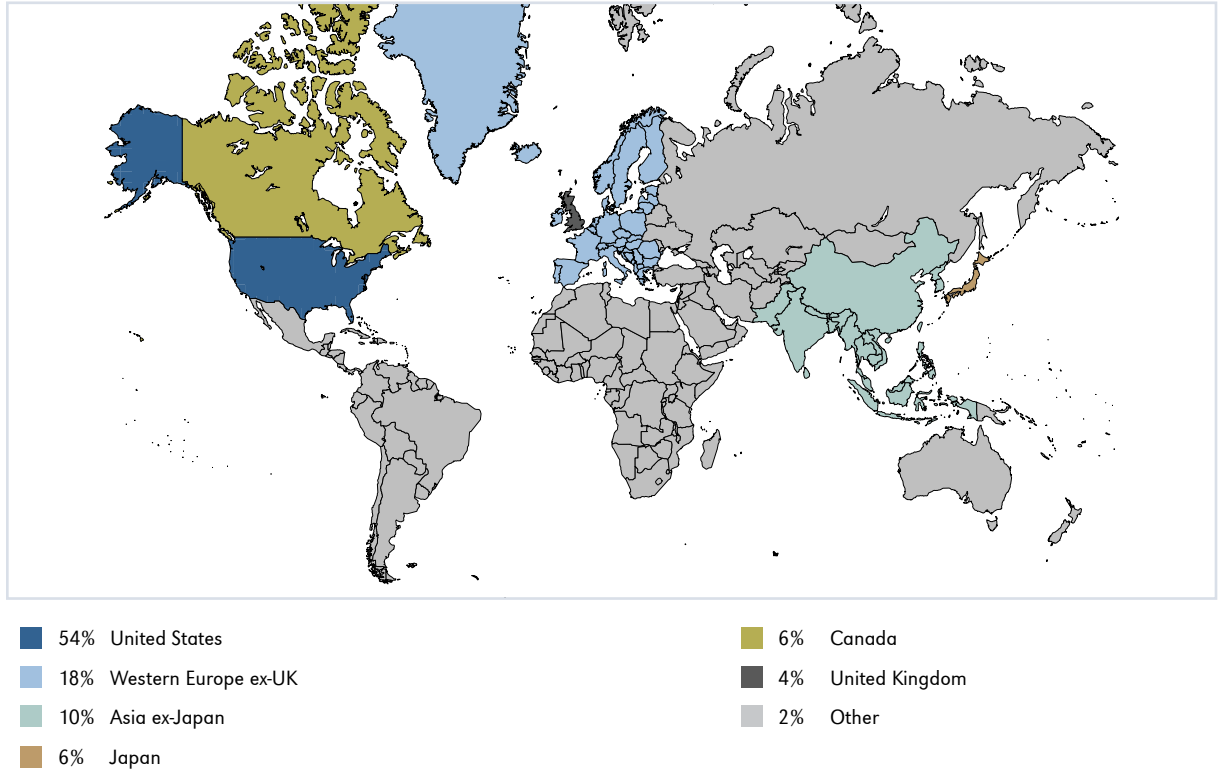 54% United States
18% Western Europe ex-UK
10% Asia ex-Japan
6% Japan
6% Canada
4% United Kingdom
2% Other